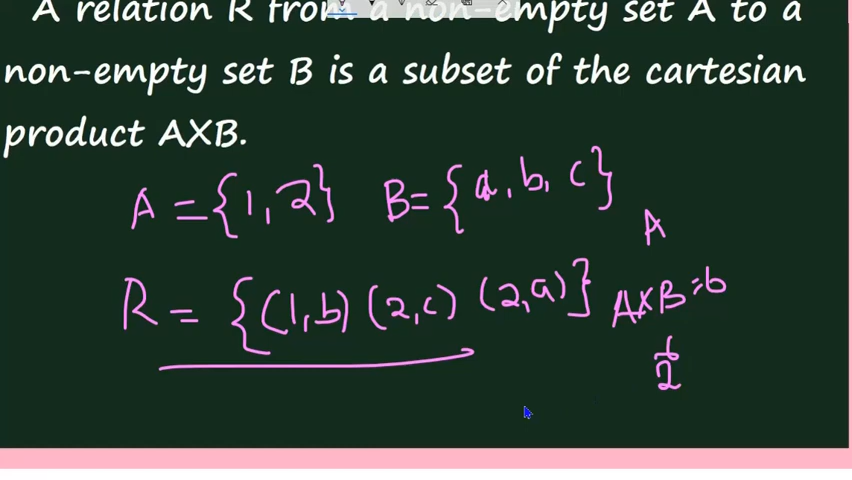 A relation R from a non-empty set A to a
non-empty set B is a subset of the cartesian
product AXB.
A = {1, 2} B = {a, b, c}
A
R = {(1, b) (2, c) (2, a)} A×B = 6
6
2